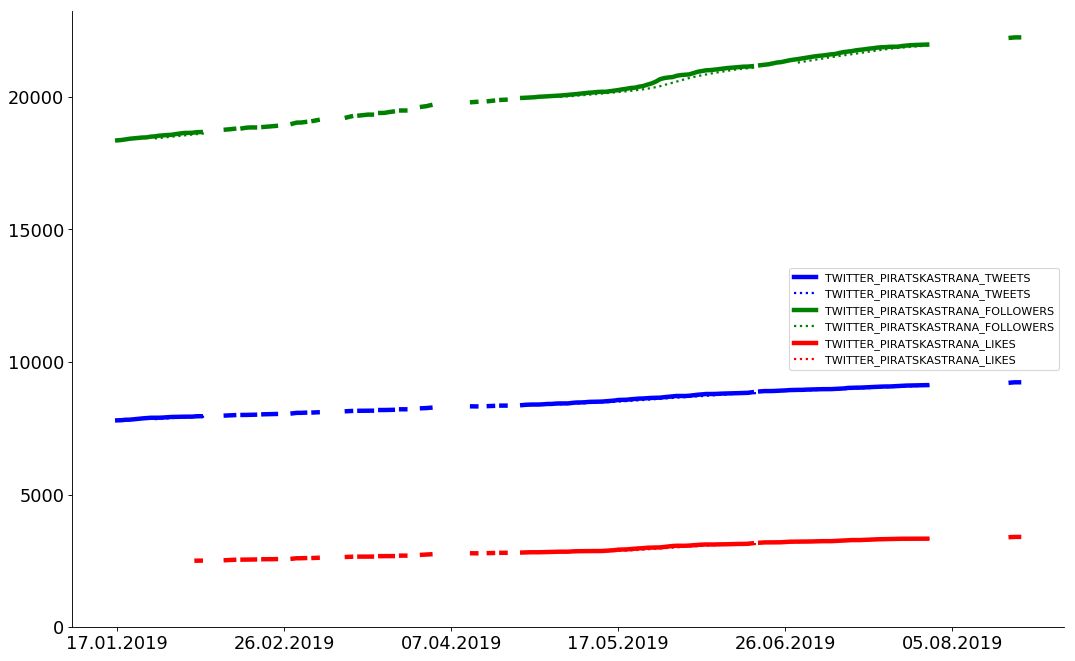 20000
15000
10000
5000
0
17.01.2019 26.02.2019 07.04.2019 17.05.2019 26.06.2019 05.08.2019
TWITTER_PIRATSKASTRANA_TWEETS
TWITTER_PIRATSKASTRANA_TWEETS
TWITTER_PIRATSKASTRANA_FOLLOWERS
TWITTER_PIRATSKASTRANA_FOLLOWERS
TWITTER_PIRATSKASTRANA_LIKES
TWITTER_PIRATSKASTRANA_LIKES